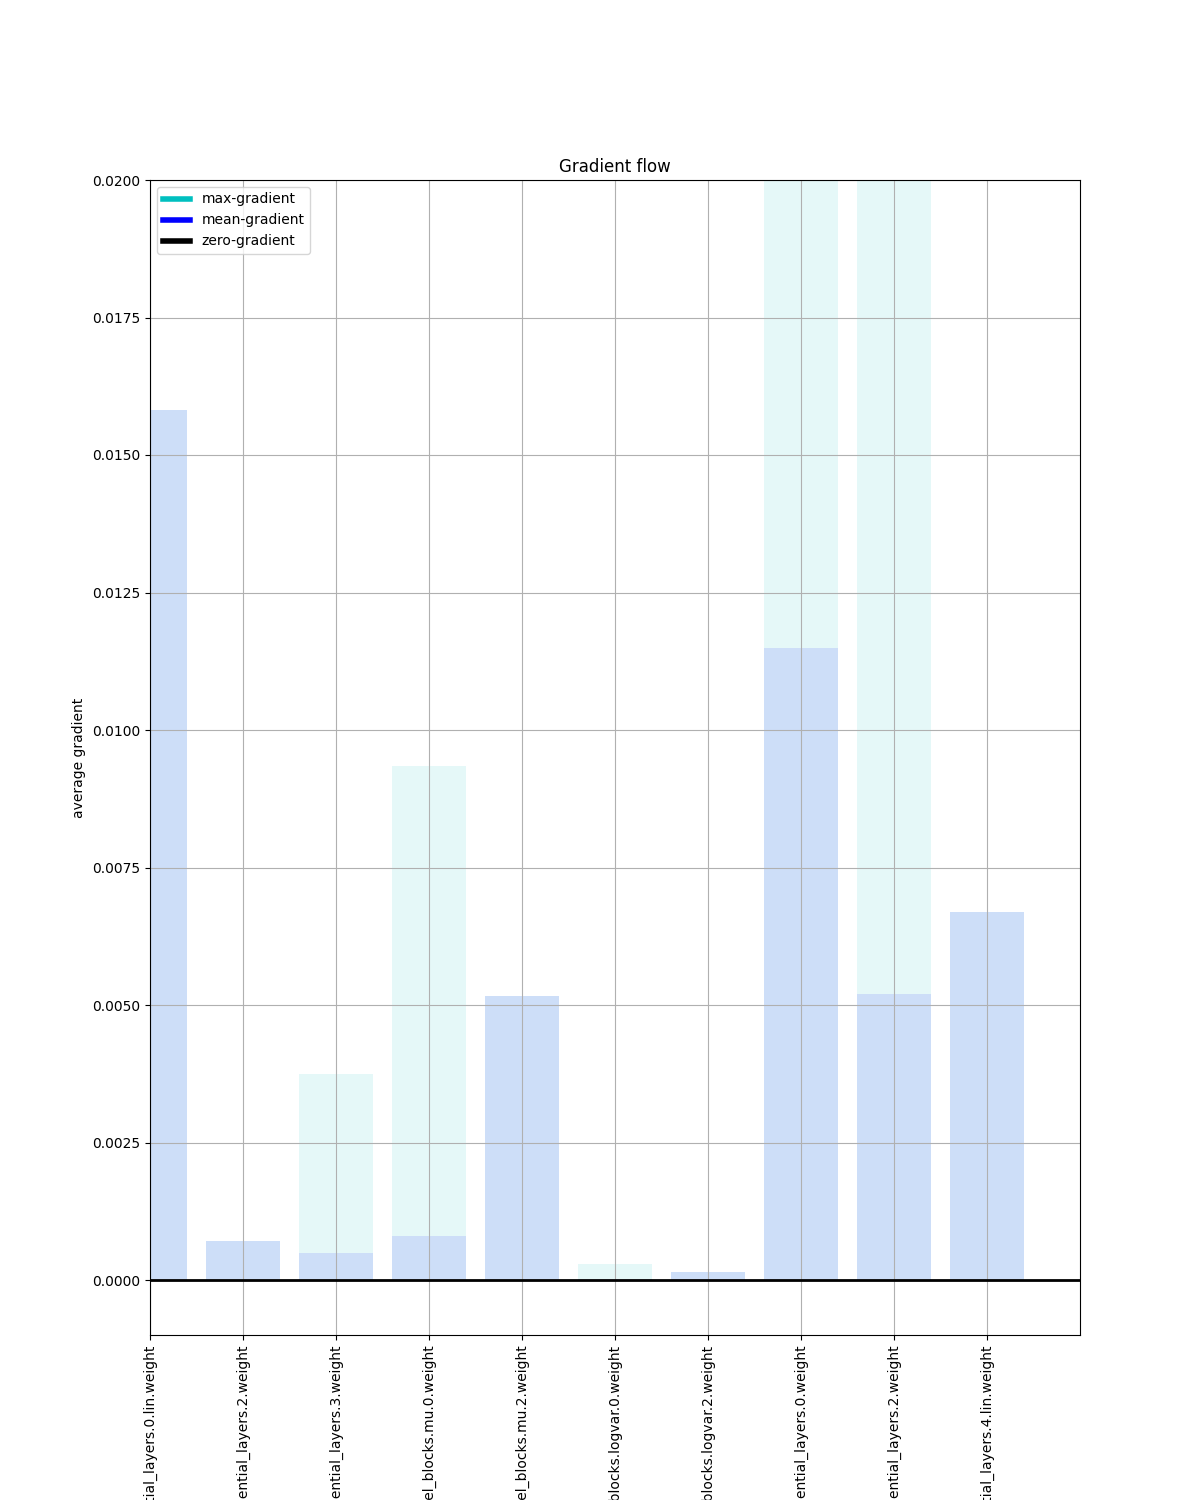 Gradient flow
max-gradient
mean-gradient
zero-gradient
0.0200
0.0175
0.0150
0.0125
0.0100
0.0075
0.0050
0.0025
0.0000
average gradient
tial_layers.0.lin.weight
ential_layers.2.weight
ential_layers.3.weight
el_blocks.mu.0.weight
el_blocks.mu.2.weight
blocks.logvar.0.weight
blocks.logvar.2.weight
ential_layers.0.weight
ential_layers.2.weight
tial_layers.4.lin.weight